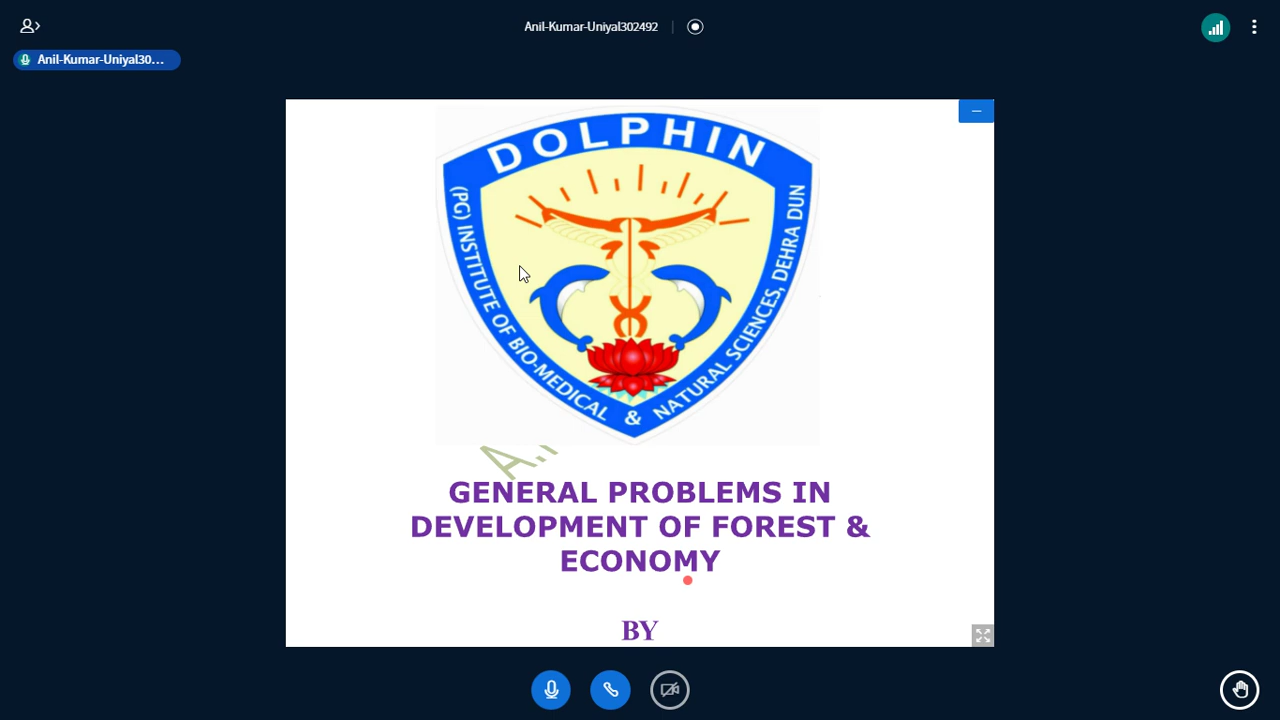 Anil-Kumar-Uniyal302492
Anil-Kumar-Uniyal30...
DOLPHIN
(PG) INSTITUTE OF BIO-MEDICAL & NATURAL SCIENCES, DEHRA DUN
GENERAL PROBLEMS IN
DEVELOPMENT OF FOREST &
ECONOMY
BY